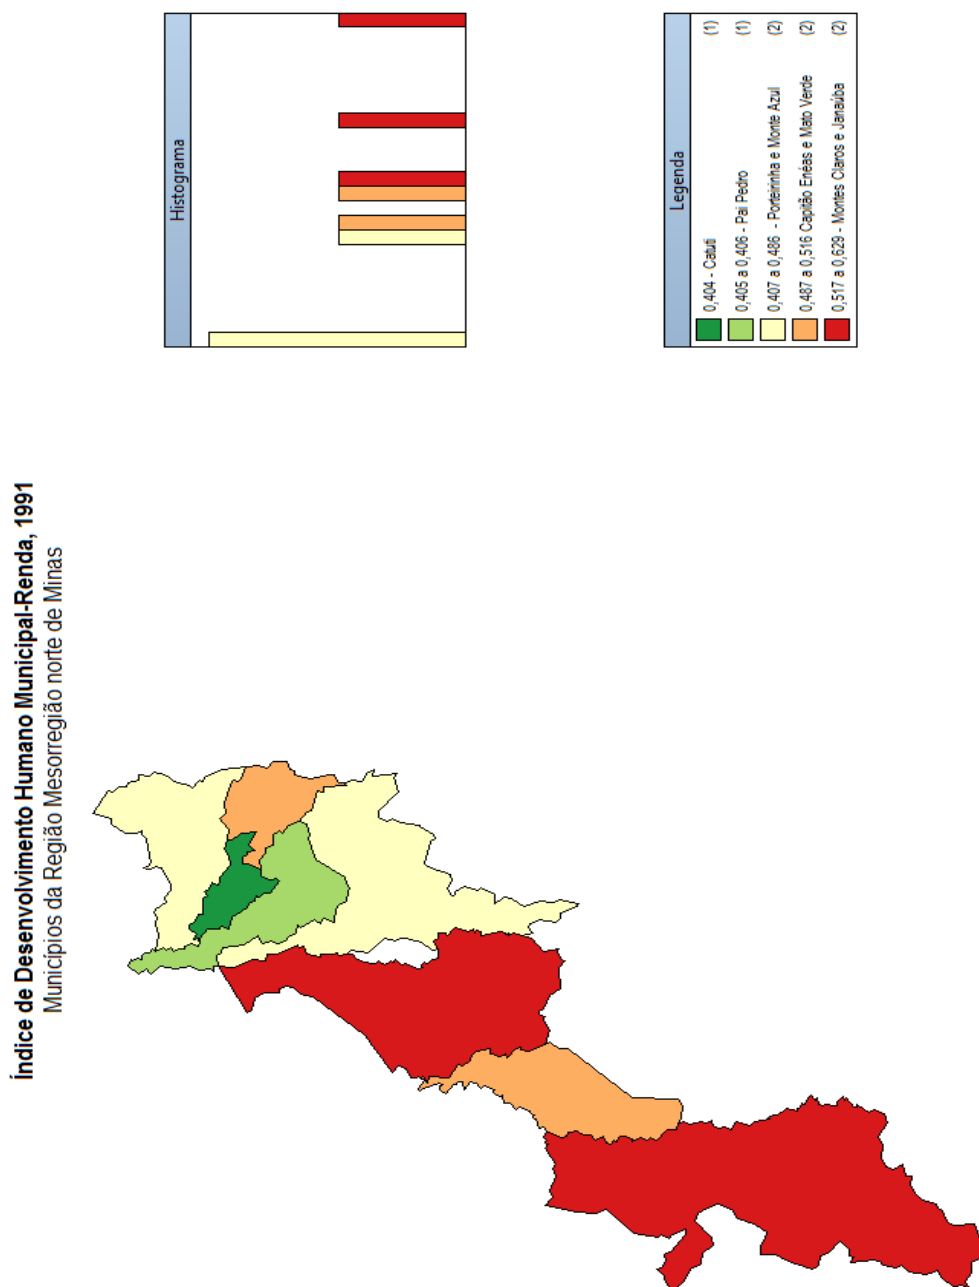 Índice de Desenvolvimento Humano Municipal-Renda, 1991
Municípios da Região Mesorregião norte de Minas
Histograma
Legenda
0,404 - Catuti (1)
0,405 a 0,406 - Pai Pedro (1)
0,407 a 0,486 - Porteirinha e Monte Azul (2)
0,487 a 0,516 Capitão Enéas e Mato Verde (2)
0,517 a 0,629 - Montes Claros e Janaúba (2)